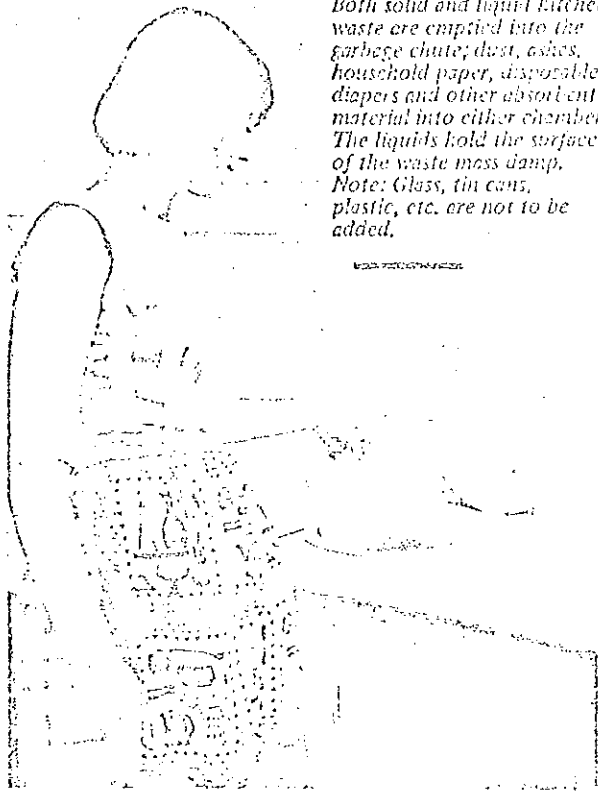 Both solid and liquid kitchen
waste are emptied into the
garbage chute; dust, ashes,
household paper, disposable
diapers and other absorbent
material into either chamber.
The liquids hold the surface
of the waste mass damp.
Note: Glass, tin cans,
plastic, etc. are not to be
added.